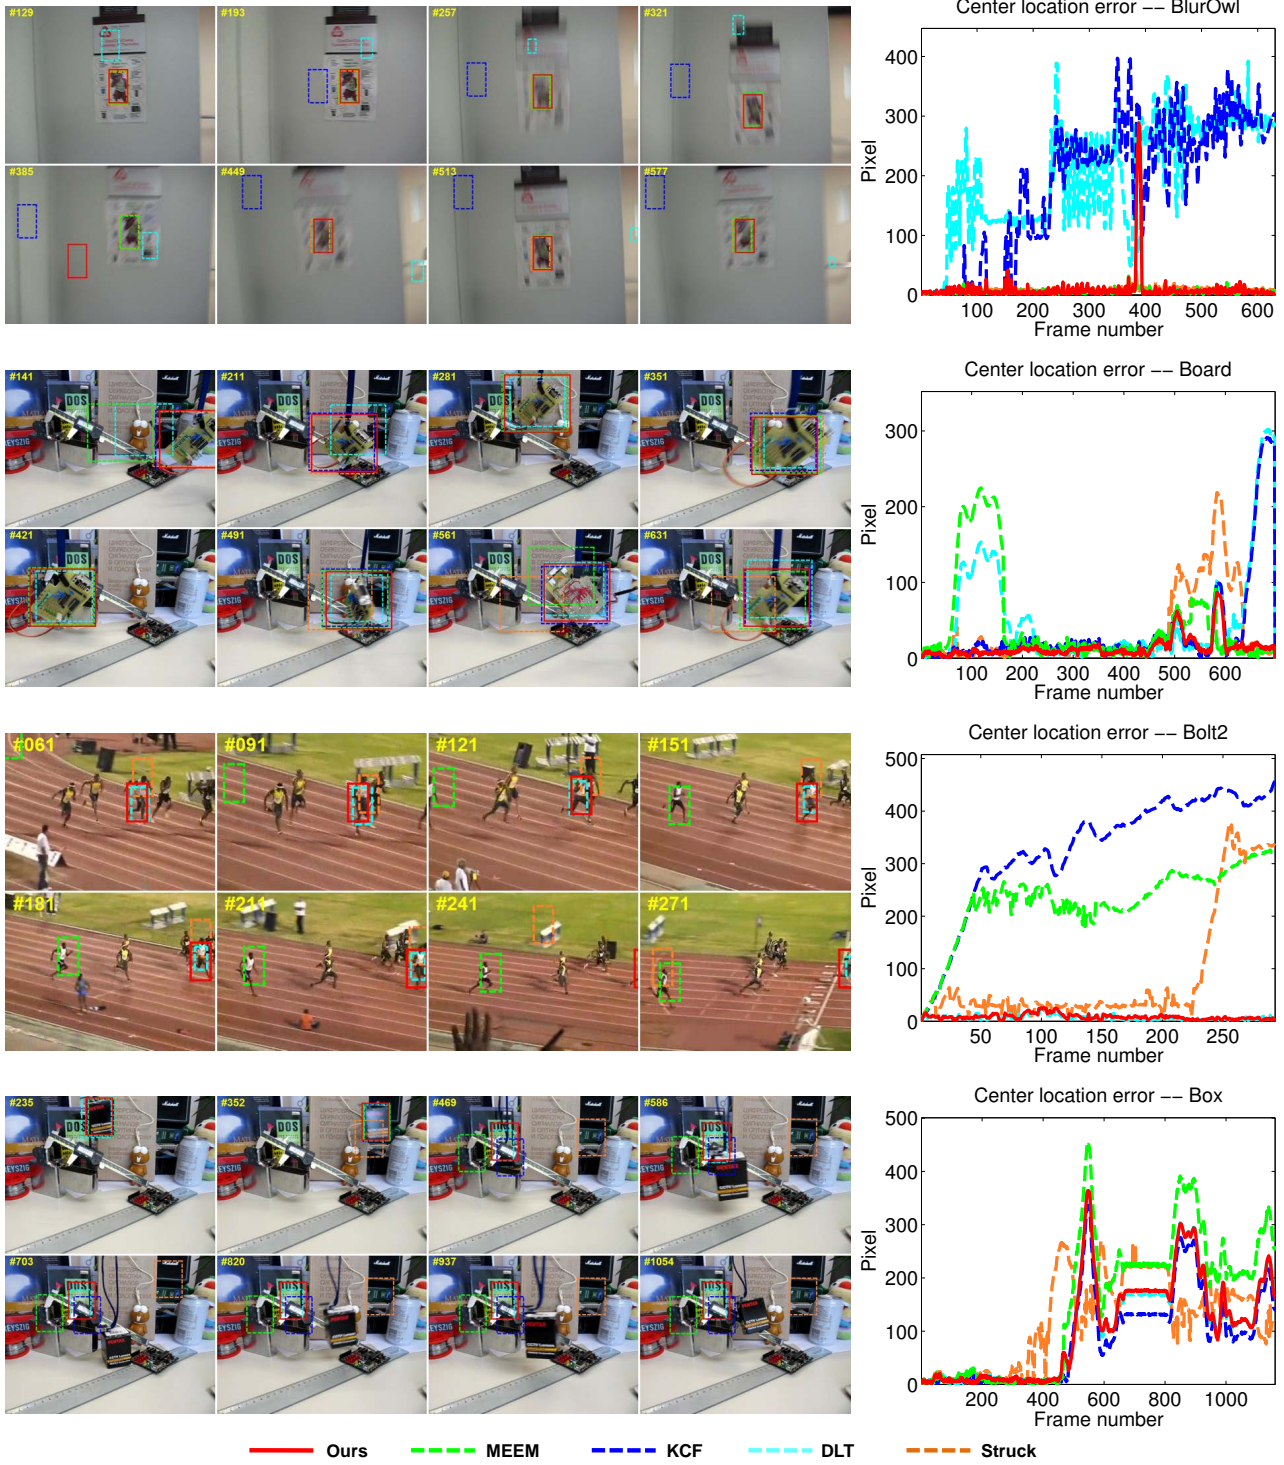 #129
#193
#257
#321
#385
#449
#513
#577
Center location error –– BlurOwl
400
300
200
100
0
Pixel
100 200 300 400 500 600
Frame number
#141
#211
#281
#351
#421
#491
#561
#631
DOS
EYSZIG
Center location error –– Board
300
200
100
0
Pixel
100 200 300 400 500 600
Frame number
#061
#091
#121
#151
#181
#211
#241
#271
Center location error –– Bolt2
500
400
300
200
100
0
Pixel
50 100 150 200 250
Frame number
#235
#352
#469
#586
#703
#820
#937
#1054
DOS
EYSZIG
Center location error –– Box
500
400
300
200
100
0
Pixel
200 400 600 800 1000
Frame number
Ours MEEM KCF DLT Struck